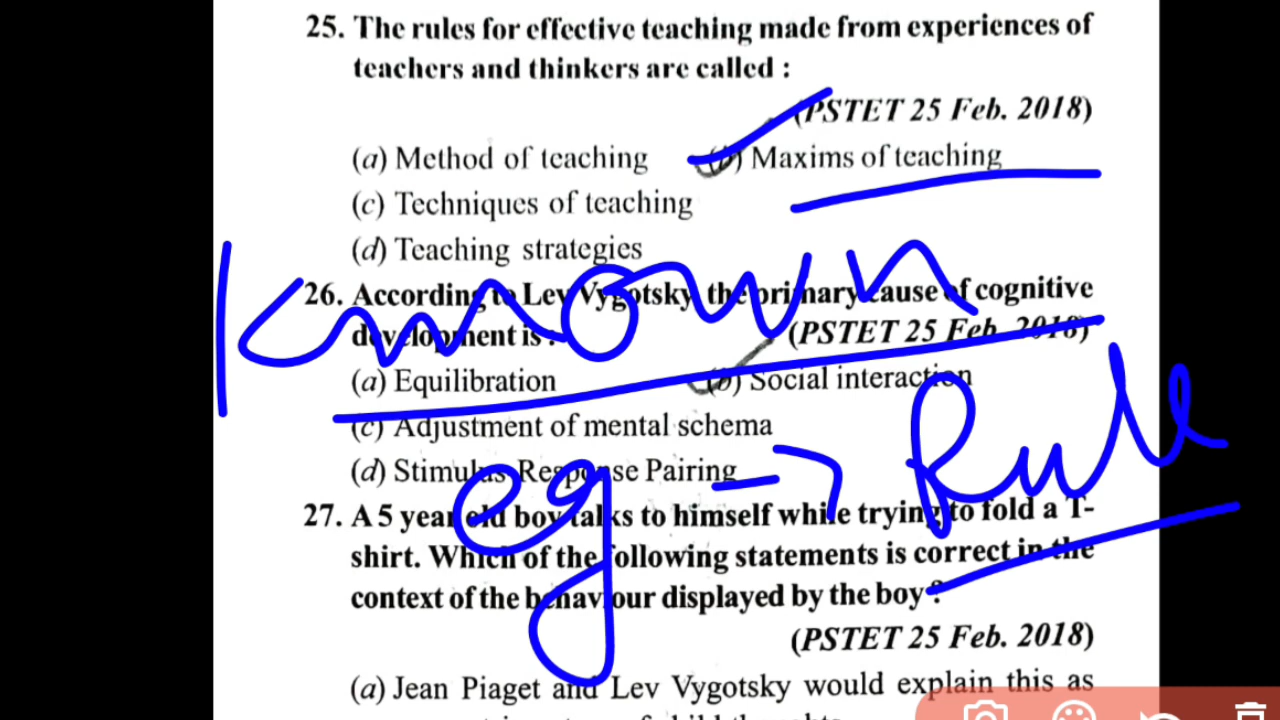 25. The rules for effective teaching made from experiences of
teachers and thinkers are called :
(PSTET 25 Feb. 2018)
(a) Method of teaching (b) Maxims of teaching
(c) Techniques of teaching
(d) Teaching strategies
known
26. According to Lev Vygotsky, the primary cause of cognitive
development is :
(PSTET 25 Feb. 2018)
(a) Equilibration (b) Social interaction
(c) Adjustment of mental schema
(d) Stimulus-Response Pairing
eg → Rule
27. A 5 year old boy talks to himself while trying to fold a T-
shirt. Which of the following statements is correct in the
context of the behaviour displayed by the boy ?
(PSTET 25 Feb. 2018)
(a) Jean Piaget and Lev Vygotsky would explain this as